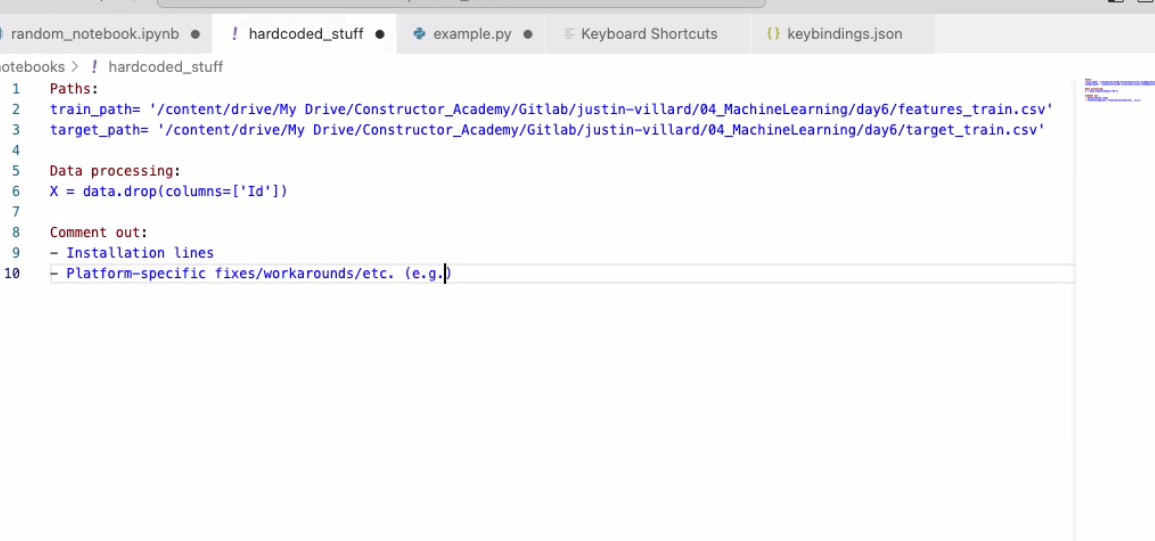 random_notebook.ipynb
hardcoded_stuff
example.py
Keyboard Shortcuts
{} keybindings.json
notebooks > ! hardcoded_stuff
1 Paths:
2 train_path= '/content/drive/My Drive/Constructor_Academy/Gitlab/justin-villard/04_MachineLearning/day6/features_train.csv'
3 target_path= '/content/drive/My Drive/Constructor_Academy/Gitlab/justin-villard/04_MachineLearning/day6/target_train.csv'
4
5 Data processing:
6 X = data.drop(columns=['Id'])
7
8 Comment out:
9 - Installation lines
10 - Platform-specific fixes/workarounds/etc. (e.g.)